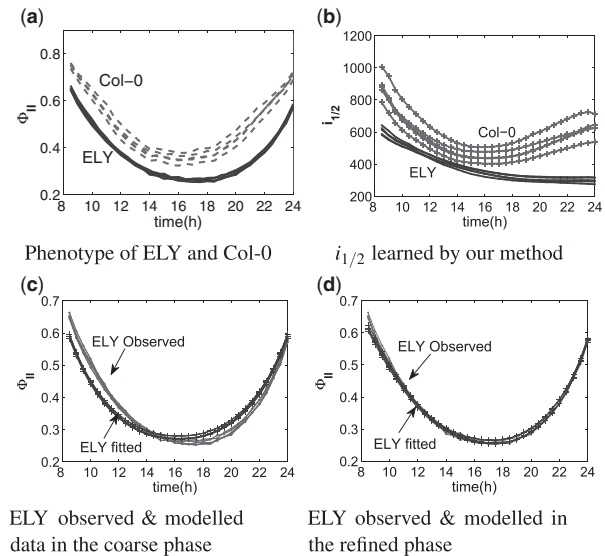 (a)
0.8
0.6
0.4
0.2
Φ_II
Col−0
ELY
8 10 12 14 16 18 20 22 24
time(h)
Phenotype of ELY and Col-0
(b)
1200
1000
800
600
400
200
i_1/2
Col−0
ELY
8 10 12 14 16 18 20 22 24
time(h)
i_1/2 learned by our method
(c)
0.7
0.6
0.5
0.4
0.3
0.2
Φ_II
ELY Observed
ELY fitted
8 10 12 14 16 18 20 22 24
time(h)
ELY observed & modelled
data in the coarse phase
(d)
0.7
0.6
0.5
0.4
0.3
0.2
Φ_II
ELY Observed
ELY fitted
8 10 12 14 16 18 20 22 24
time(h)
ELY observed & modelled in
the refined phase